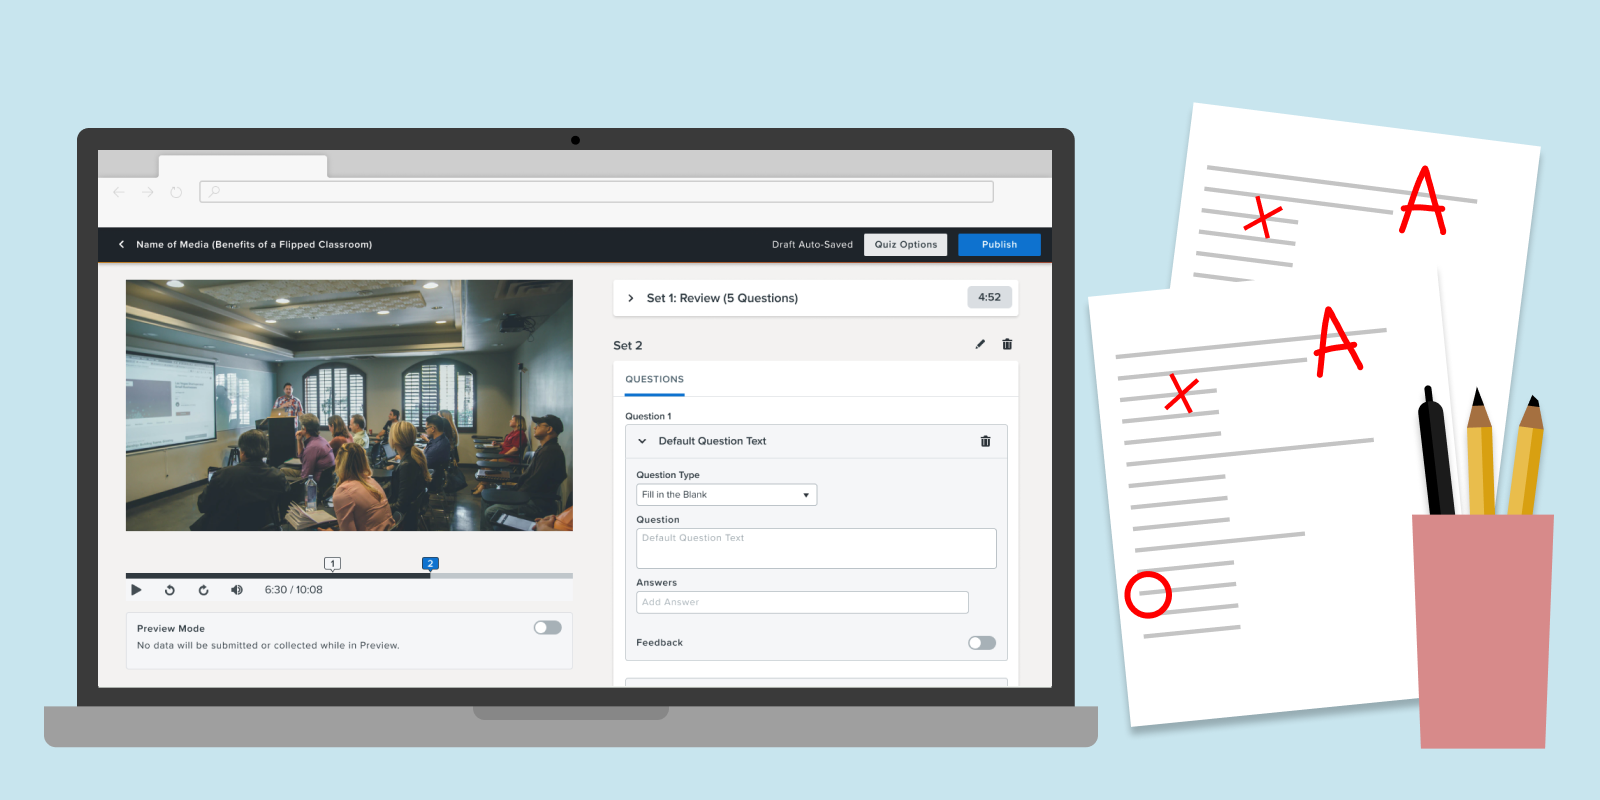 Name of Media (Benefits of a Flipped Classroom)
Draft Auto-Saved
Quiz Options
Publish
Set 1: Review (5 Questions)
4:52
Set 2
QUESTIONS
Question 1
Default Question Text
Question Type
Fill in the Blank
Question
Default Question Text
Answers
Add Answer
Feedback
1
2
6:30 / 10:08
Preview Mode
No data will be submitted or collected while in Preview.
A
A